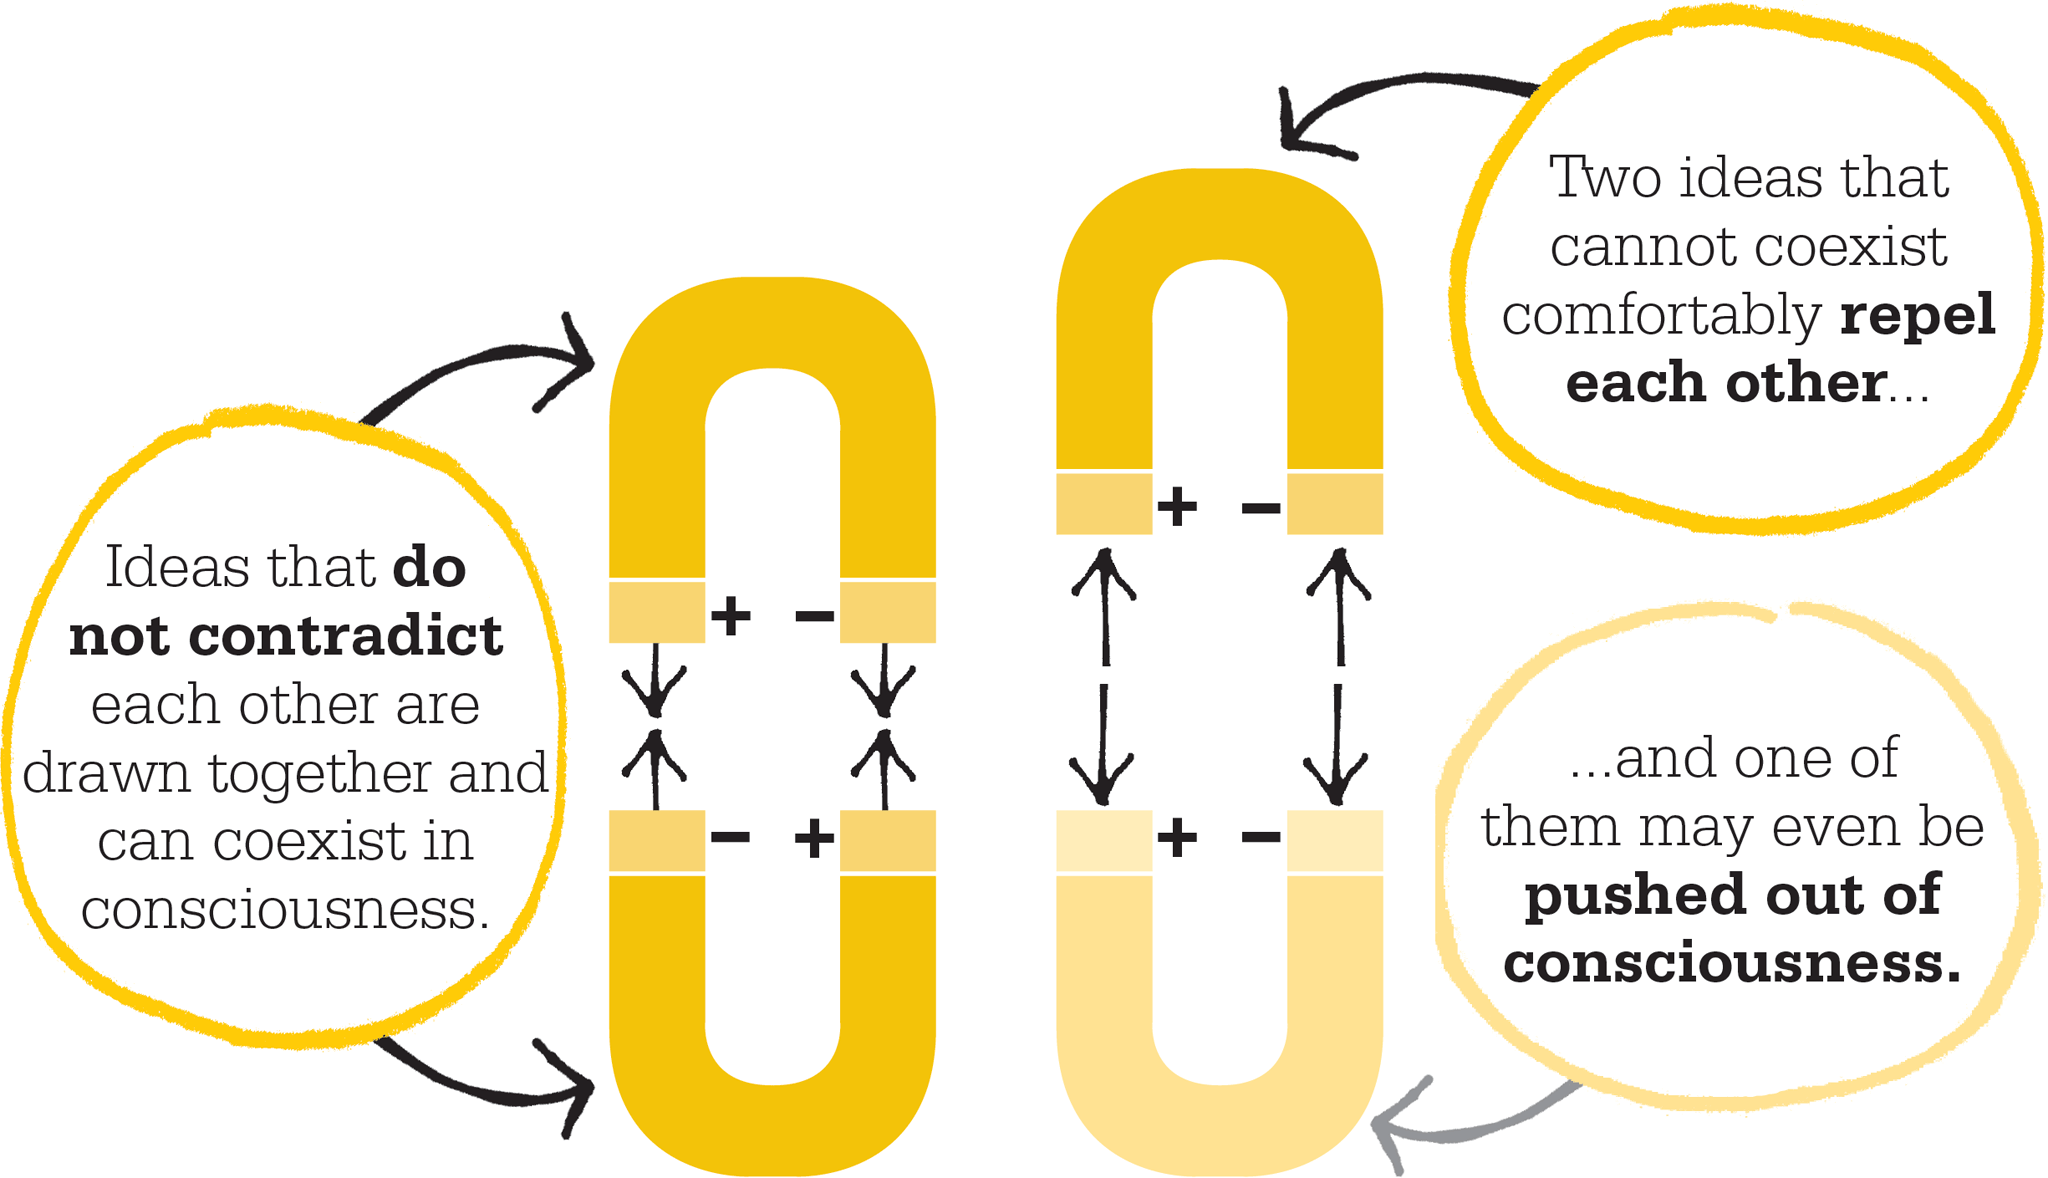 Ideas that do
not contradict
each other are
drawn together and
can coexist in
consciousness.
+ –
– +
Two ideas that
cannot coexist
comfortably repel
each other...
+ –
+ –
...and one of
them may even be
pushed out of
consciousness.